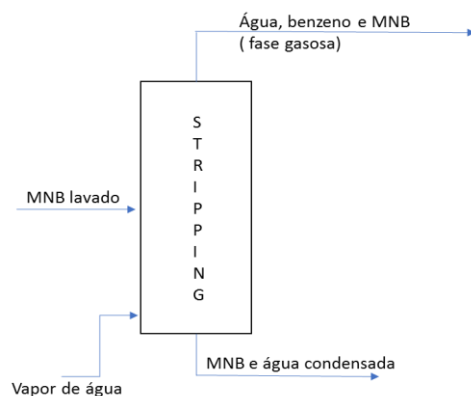 Água, benzeno e MNB
( fase gasosa)
S
T
R
I
P
P
I
N
G
MNB lavado
MNB e água condensada
Vapor de água